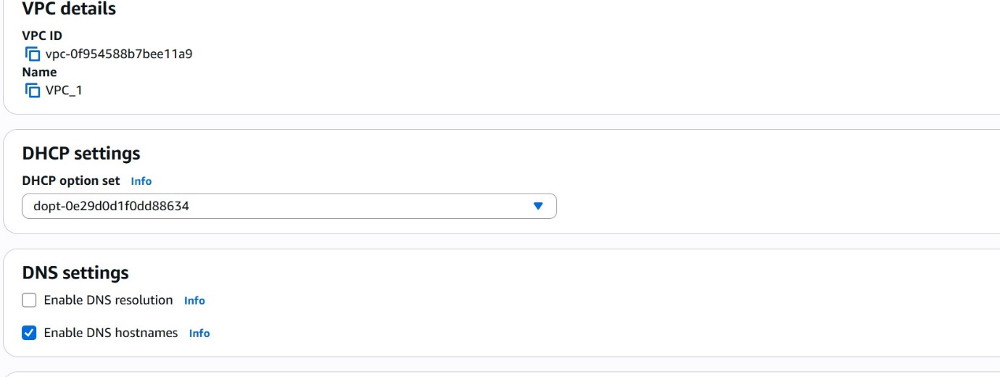 VPC details
VPC ID
vpc-0f954588b7bee11a9
Name
VPC_1
DHCP settings
DHCP option set Info
dopt-0e29d0d1f0dd88634
DNS settings
Enable DNS resolution Info
Enable DNS hostnames Info